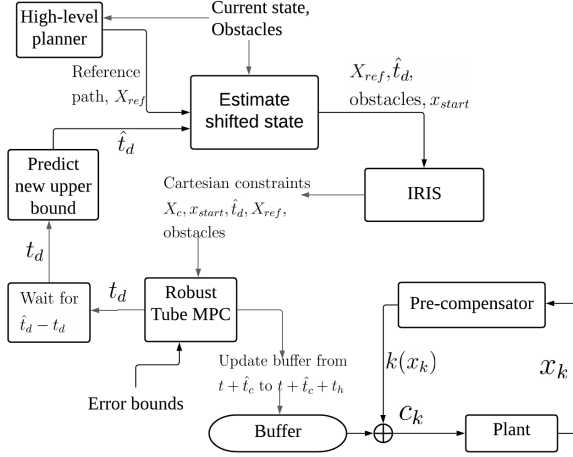 High-level
planner
Current state,
Obstacles
Reference
path, X_ref
Estimate
shifted state
X_ref, t̂_d,
obstacles, x_start
t̂_d
Predict
new upper
bound
IRIS
Cartesian constraints
X_c, x_start, t̂_d, X_ref,
obstacles
t_d
Wait for
t̂_d − t_d
t_d
Robust
Tube MPC
Pre-compensator
Update buffer from
t + t̂_c to t + t̂_c + t_h
k(x_k)
x_k
Error bounds
Buffer
c_k
Plant